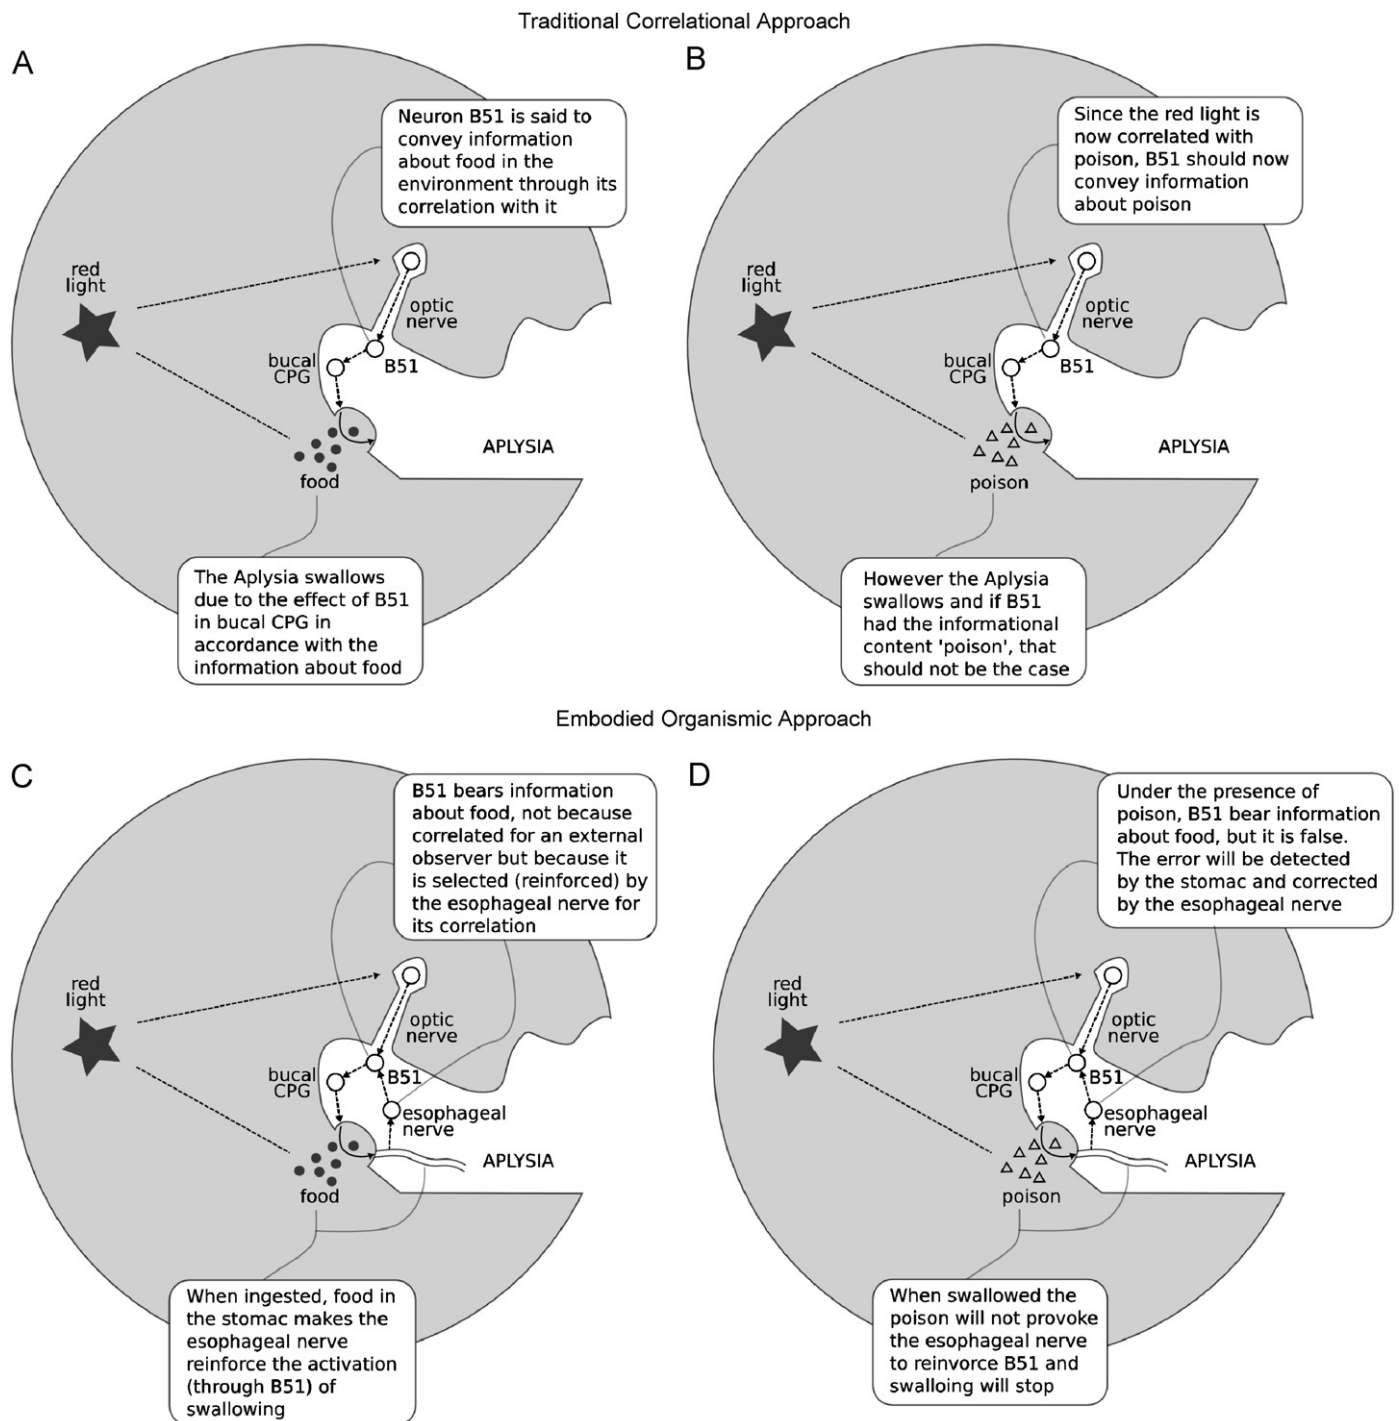 Traditional Correlational Approach
A
Neuron B51 is said to
convey information
about food in the
environment through its
correlation with it
red
light
optic
nerve
bucal
CPG
B51
APLYSIA
food
The Aplysia swallows
due to the effect of B51
in bucal CPG in
accordance with the
information about food
B
Since the red light is
now correlated with
poison, B51 should now
convey information
about poison
red
light
optic
nerve
bucal
CPG
B51
APLYSIA
poison
However the Aplysia
swallows and if B51
had the informational
content 'poison', that
should not be the case
Embodied Organismic Approach
C
B51 bears information
about food, not because
correlated for an external
observer but because it
is selected (reinforced) by
the esophageal nerve for
its correlation
red
light
optic
nerve
bucal
CPG
B51
esophageal
nerve
APLYSIA
food
When ingested, food in
the stomac makes the
esophageal nerve
reinforce the activation
(through B51) of
swallowing
D
Under the presence of
poison, B51 bear information
about food, but it is false.
The error will be detected
by the stomac and corrected
by the esophageal nerve
red
light
optic
nerve
bucal
CPG
B51
esophageal
nerve
APLYSIA
poison
When swallowed the
poison will not provoke
the esophageal nerve
to reinvorce B51 and
swalloing will stop